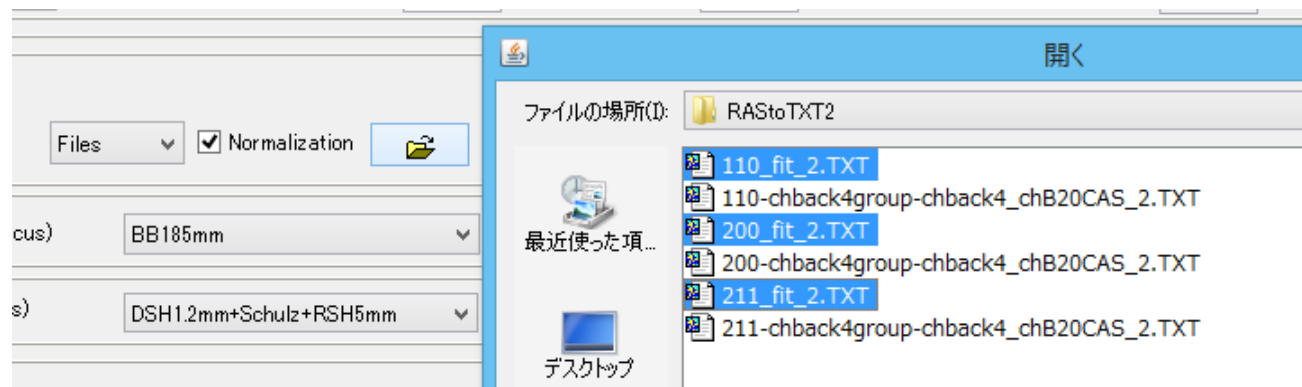 開く
ファイルの場所(I):
RAStoTXT2
Files
Normalization
110_fit_2.TXT
110-chback4group-chback4_chB20CAS_2.TXT
200_fit_2.TXT
200-chback4group-chback4_chB20CAS_2.TXT
211_fit_2.TXT
211-chback4group-chback4_chB20CAS_2.TXT
最近使った項...
デスクトップ
cus)
BB185mm
s)
DSH1.2mm+Schulz+RSH5mm